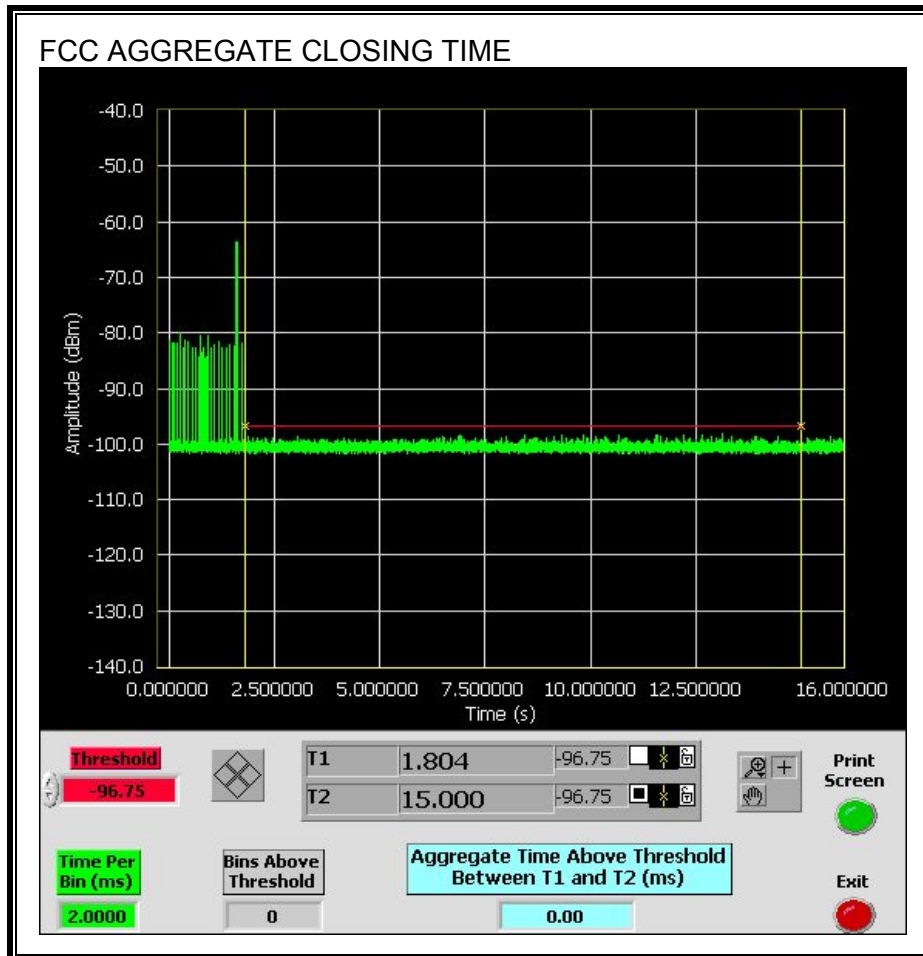 FCC AGGREGATE CLOSING TIME
-40.0
-50.0
-60.0
-70.0
-80.0
-90.0
-100.0
-110.0
-120.0
-130.0
-140.0
Amplitude (dBm)
0.000000 2.500000 5.000000 7.500000 10.000000 12.500000 16.000000
Time (s)
Threshold
-96.75
T1 1.804 -96.75
T2 15.000 -96.75
Print
Screen
Time Per
Bin (ms)
2.0000
Bins Above
Threshold
0
Aggregate Time Above Threshold
Between T1 and T2 (ms)
0.00
Exit